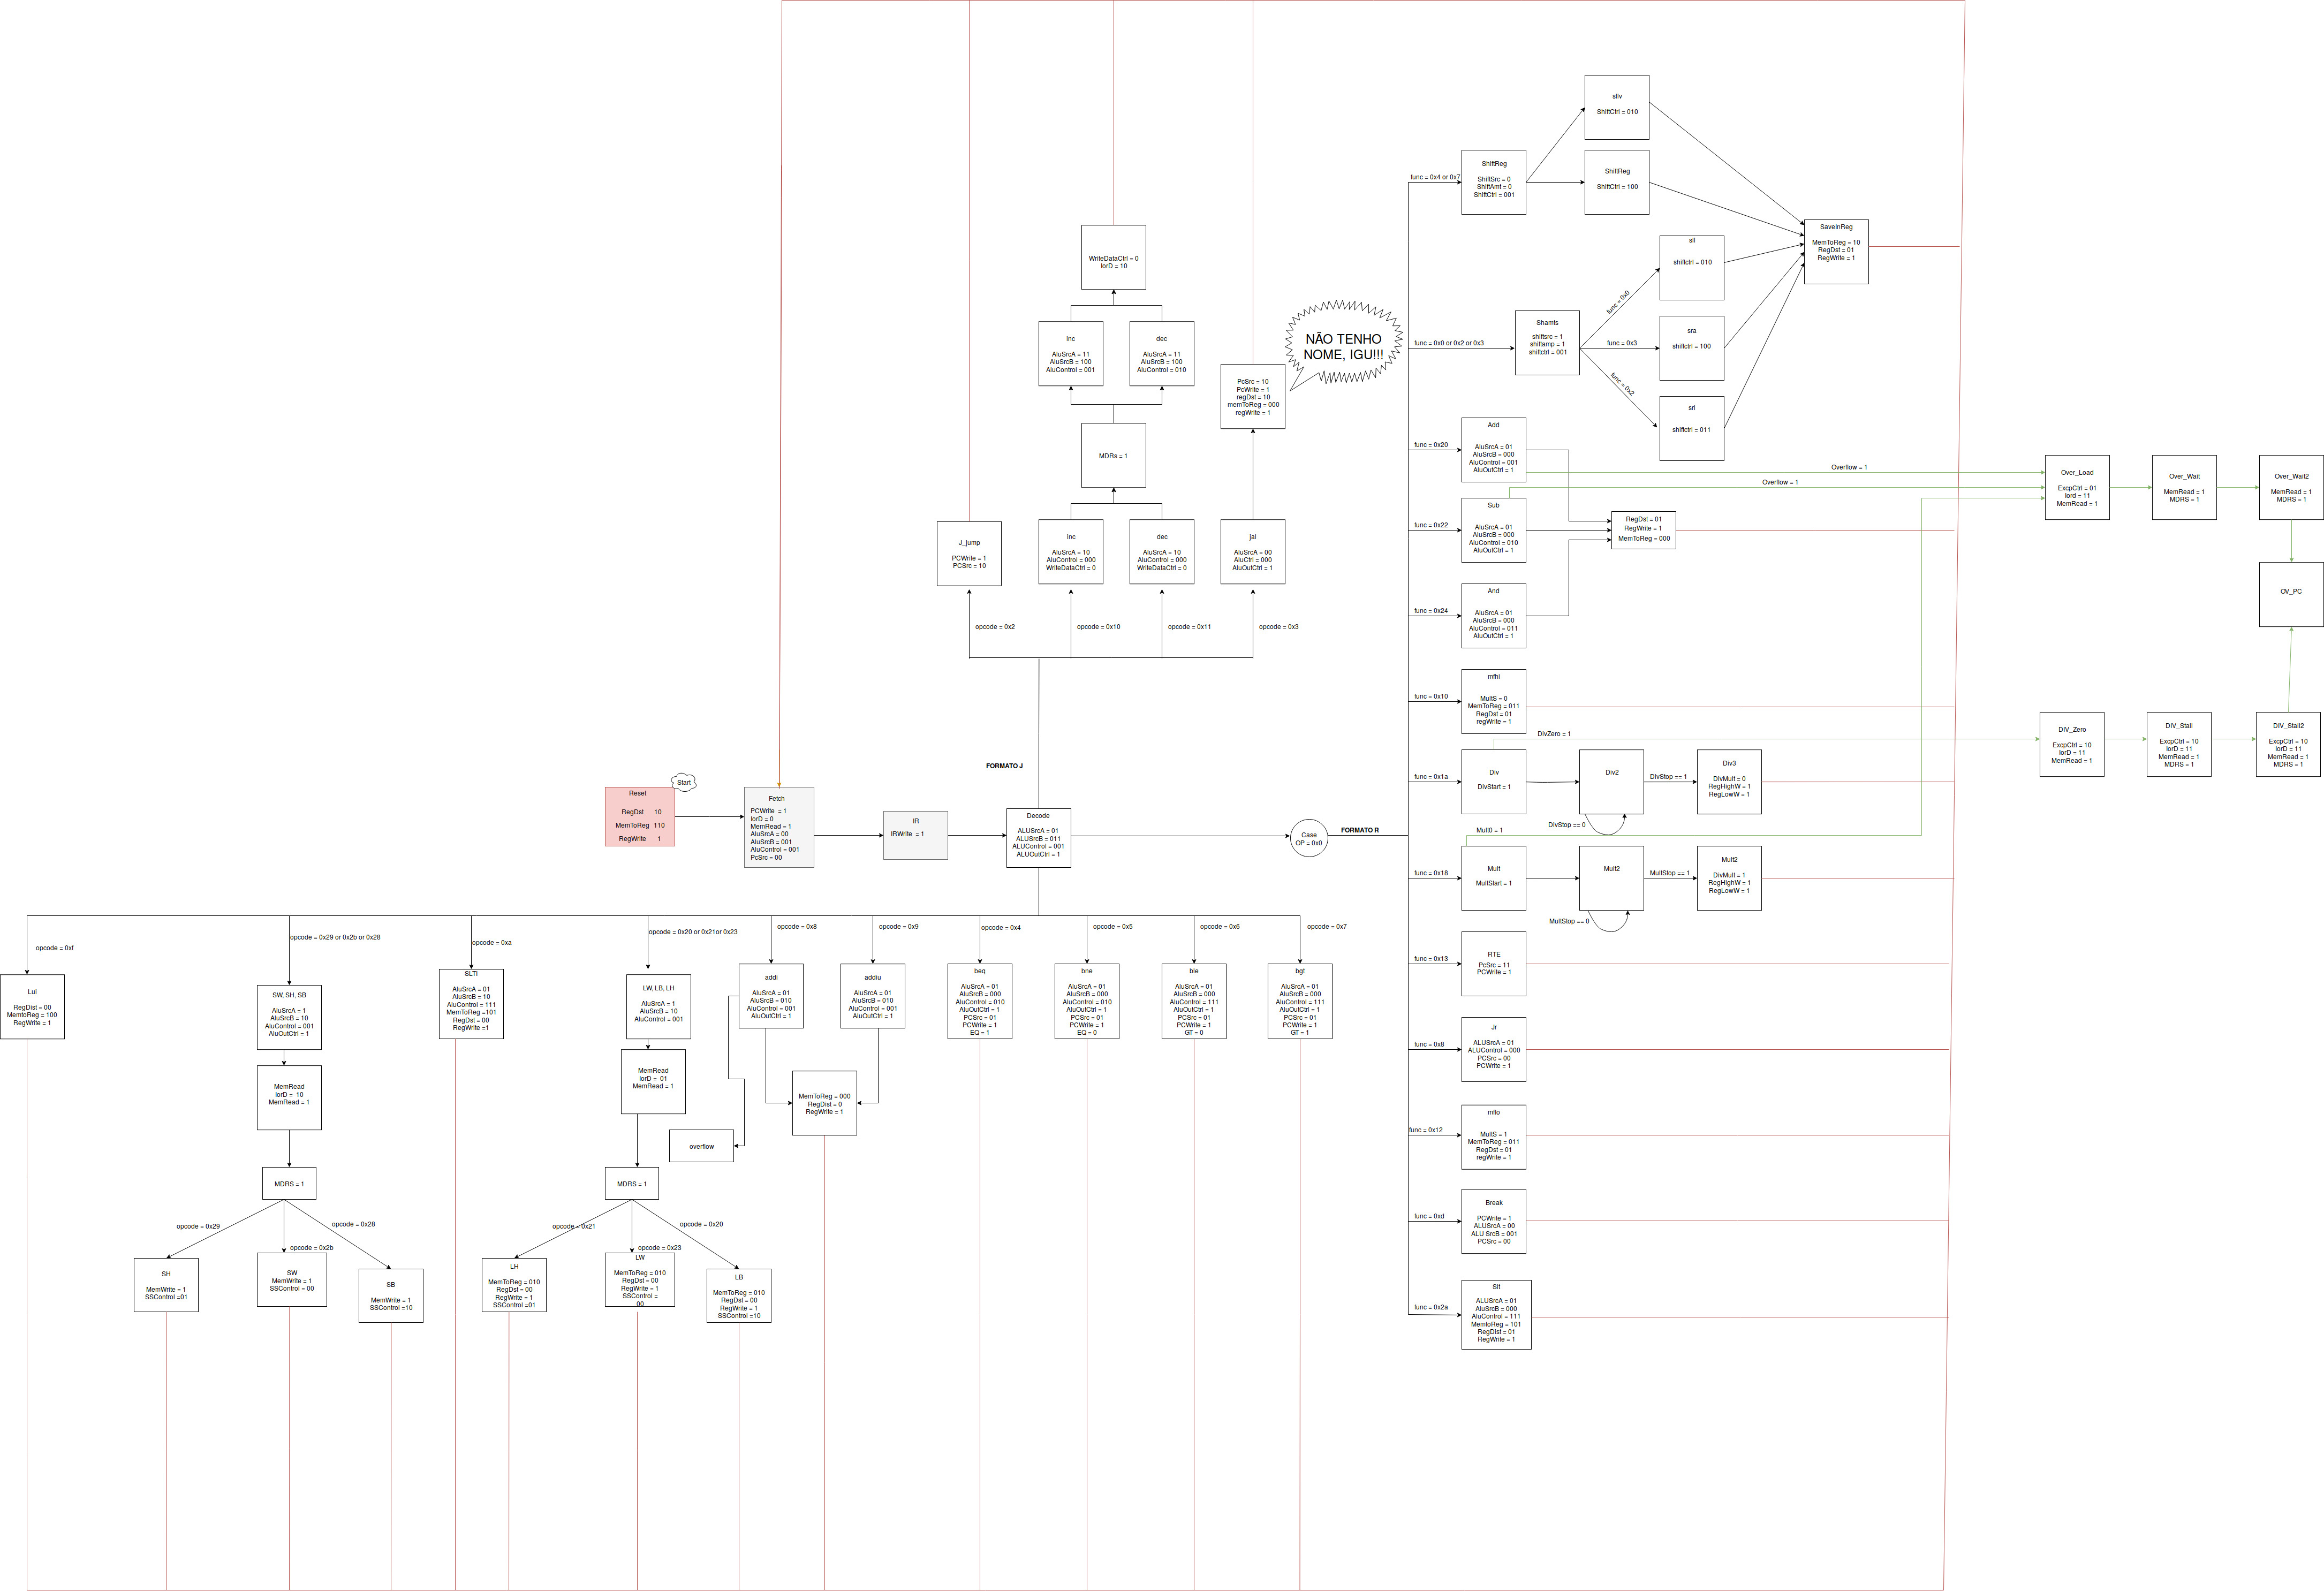 sllv
ShiftCtrl = 010
func = 0x4 or 0x7
ShiftReg
ShiftSrc = 0
ShiftAmt = 0
ShiftCtrl = 001
ShiftReg
ShiftCtrl = 100
SaveInReg
MemToReg = 10
RegDst = 01
RegWrite = 1
sll
shiftctrl = 010
func = 0x0
WriteDataCtrl = 0
IorD = 10
inc
AluSrcA = 11
AluSrcB = 100
AluControl = 001
dec
AluSrcA = 11
AluSrcB = 100
AluControl = 010
NÃO TENHO
NOME, IGU!!!
func = 0x0 or 0x2 or 0x3
Shamts
shiftsrc = 1
shiftamp = 1
shiftctrl = 001
func = 0x3
sra
shiftctrl = 100
func = 0x2
srl
shiftctrl = 011
PcSrc = 10
PcWrite = 1
regDst = 10
memToReg = 000
regWrite = 1
MDRs = 1
func = 0x20
Add
AluSrcA = 01
AluSrcB = 000
AluControl = 001
AluOutCtrl = 1
Overflow = 1
Overflow = 1
Over_Load
ExcpCtrl = 01
Iord = 11
MemRead = 1
Over_Wait
MemRead = 1
MDRS = 1
Over_Wait2
MemRead = 1
MDRS = 1
J_jump
PCWrite = 1
PCSrc = 10
inc
AluSrcA = 10
AluControl = 000
WriteDataCtrl = 0
dec
AluSrcA = 10
AluControl = 000
WriteDataCtrl = 0
jal
AluSrcA = 00
AluCtrl = 000
AluOutCtrl = 1
func = 0x22
Sub
AluSrcA = 01
AluSrcB = 000
AluControl = 010
AluOutCtrl = 1
RegDst = 01
RegWrite = 1
MemToReg = 000
OV_PC
func = 0x24
And
AluSrcA = 01
AluSrcB = 000
AluControl = 011
AluOutCtrl = 1
opcode = 0x2
opcode = 0x10
opcode = 0x11
opcode = 0x3
func = 0x10
mfhi
MultS = 0
MemToReg = 011
RegDst = 01
regWrite = 1
DivZero = 1
DIV_Zero
ExcpCtrl = 10
IorD = 11
MemRead = 1
DIV_Stall
ExcpCtrl = 10
IorD = 11
MemRead = 1
MDRS = 1
DIV_Stall2
ExcpCtrl = 10
IorD = 11
MemRead = 1
MDRS = 1
FORMATO J
func = 0x1a
Div
DivStart = 1
Div2
DivStop == 1
DivStop == 0
Div3
DivMult = 0
RegHighW = 1
RegLowW = 1
Start
Reset
RegDst 10
MemToReg 110
RegWrite 1
Fetch
PCWrite = 1
IorD = 0
MemRead = 1
AluSrcA = 00
AluSrcB = 001
AluControl = 001
PcSrc = 00
IR
IRWrite = 1
Decode
ALUSrcA = 01
ALUSrcB = 011
ALUControl = 001
ALUOutCtrl = 1
Case
OP = 0x0
FORMATO R
Mult0 = 1
func = 0x18
Mult
MultStart = 1
Mult2
MultStop == 1
MultStop == 0
Mult2
DivMult = 1
RegHighW = 1
RegLowW = 1
opcode = 0xf
opcode = 0x29 or 0x2b or 0x28
opcode = 0xa
opcode = 0x20 or 0x21or 0x23
opcode = 0x8
opcode = 0x9
opcode = 0x4
opcode = 0x5
opcode = 0x6
opcode = 0x7
func = 0x13
RTE
PcSrc = 11
PCWrite = 1
Lui
RegDst = 00
MemtoReg = 100
RegWrite = 1
SW, SH, SB
AluSrcA = 1
AluSrcB = 10
AluControl = 001
AluOutCtrl = 1
SLTI
AluSrcA = 01
AluSrcB = 10
AluControl = 111
MemToReg =101
RegDst = 00
RegWrite =1
LW, LB, LH
AluSrcA = 1
AluSrcB = 10
AluControl = 001
addi
AluSrcA = 01
AluSrcB = 010
AluControl = 001
AluOutCtrl = 1
addiu
AluSrcA = 01
AluSrcB = 010
AluControl = 001
AluOutCtrl = 1
beq
AluSrcA = 01
AluSrcB = 000
AluControl = 010
AluOutCtrl = 1
PCSrc = 01
PCWrite = 1
EQ = 1
bne
AluSrcA = 01
AluSrcB = 000
AluControl = 010
AluOutCtrl = 1
PCSrc = 01
PCWrite = 1
EQ = 0
ble
AluSrcA = 01
AluSrcB = 000
AluControl = 111
AluOutCtrl = 1
PCSrc = 01
PCWrite = 1
GT = 0
bgt
AluSrcA = 01
AluSrcB = 000
AluControl = 111
AluOutCtrl = 1
PCSrc = 01
PCWrite = 1
GT = 1
func = 0x8
Jr
ALUSrcA = 01
ALUControl = 000
PCSrc = 00
PCWrite = 1
MemRead
IorD = 10
MemRead = 1
MemRead
IorD = 01
MemRead = 1
MemToReg = 000
RegDist = 0
RegWrite = 1
overflow
func = 0x12
mflo
MultS = 1
MemToReg = 011
RegDst = 01
regWrite = 1
MDRS = 1
MDRS = 1
opcode = 0x29
opcode = 0x2b
opcode = 0x28
opcode = 0x21
opcode = 0x23
opcode = 0x20
func = 0xd
Break
PCWrite = 1
ALUSrcA = 00
ALU SrcB = 001
PCSrc = 00
SH
MemWrite = 1
SSControl =01
SW
MemWrite = 1
SSControl = 00
SB
MemWrite = 1
SSControl =10
LH
MemToReg = 010
RegDst = 00
RegWrite = 1
SSControl =01
LW
MemToReg = 010
RegDst = 00
RegWrite = 1
SSControl =
00
LB
MemToReg = 010
RegDst = 00
RegWrite = 1
SSControl =10
func = 0x2a
Slt
ALUSrcA = 01
AluSrcB = 000
AluControl = 111
MemtoReg = 101
RegDist = 01
RegWrite = 1